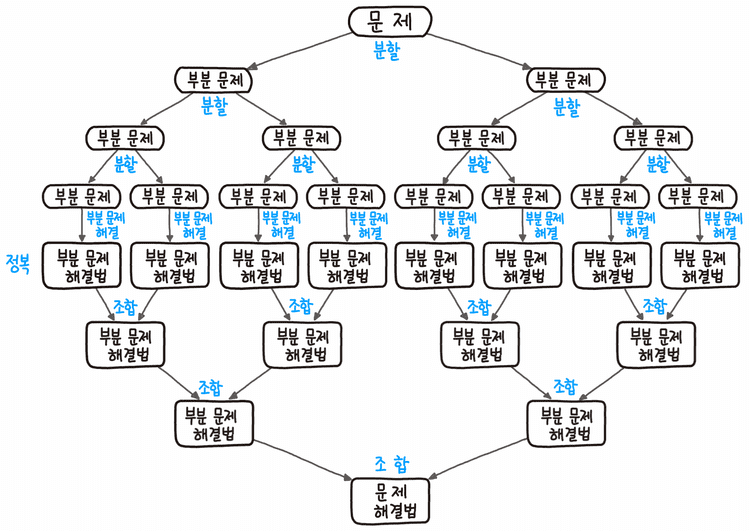 문 제
분할
부분 문제 부분 문제
분할 분할
부분 문제 부분 문제 부분 문제 부분 문제
분할 분할 분할 분할
부분 문제 부분 문제 부분 문제 부분 문제 부분 문제 부분 문제 부분 문제 부분 문제
부분 문제 부분 문제 부분 문제 부분 문제 부분 문제 부분 문제 부분 문제 부분 문제
해결 해결 해결 해결 해결 해결 해결 해결
정복
부분 문제 부분 문제 부분 문제 부분 문제 부분 문제 부분 문제 부분 문제 부분 문제
해결법 해결법 해결법 해결법 해결법 해결법 해결법 해결법
조합 조합 조합 조합
부분 문제 부분 문제 부분 문제 부분 문제
해결법 해결법 해결법 해결법
조합 조합
부분 문제 부분 문제
해결법 해결법
조 합
문 제
해결법